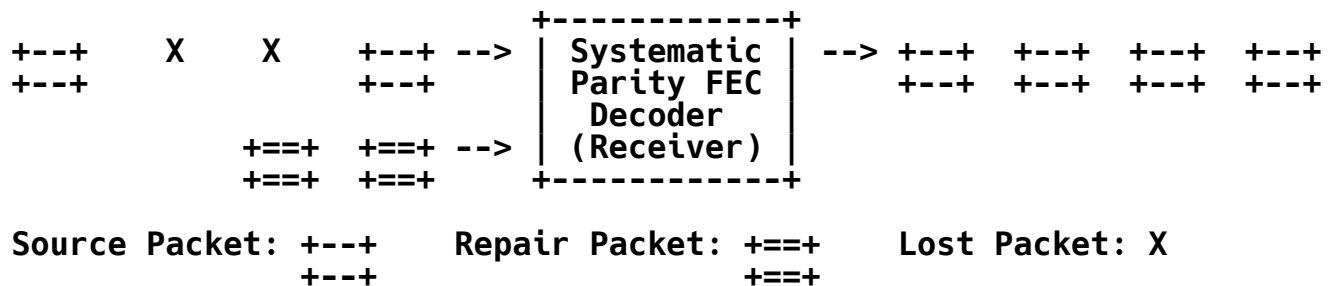 +------------+
+--+    X    X    +--+ --> | Systematic | --> +--+  +--+  +--+  +--+
+--+              +--+     | Parity FEC |     +--+  +--+  +--+  +--+
                           |  Decoder   |
            +==+  +==+ --> | (Receiver) |
            +==+  +==+     +------------+
Source Packet: +--+    Repair Packet: +==+    Lost Packet: X
               +--+                   +==+